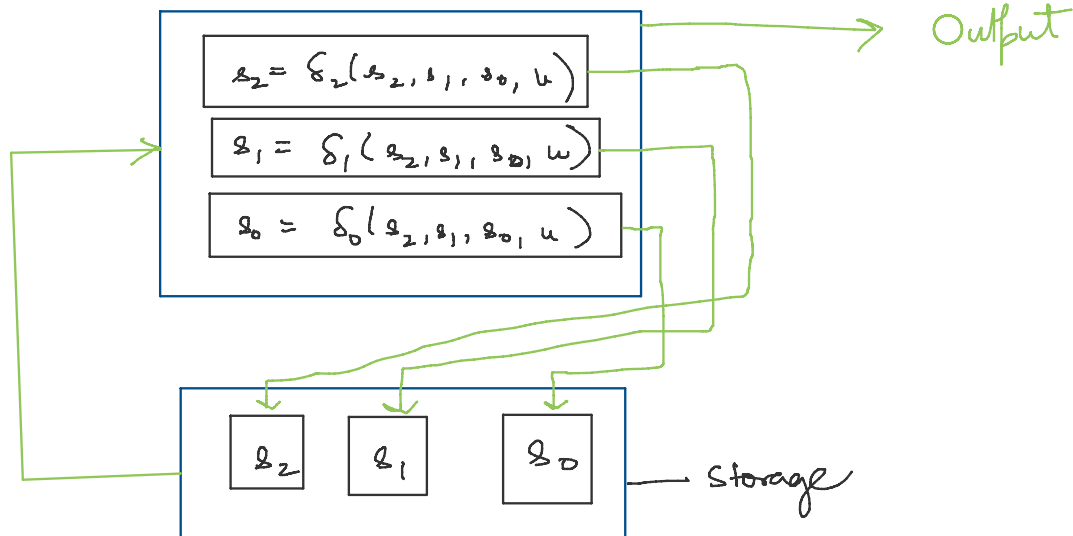 Output
s₂ = δ₂(s₂, s₁, s₀, u)
s₁ = δ₁(s₂, s₁, s₀, u)
s₀ = δ₀(s₂, s₁, s₀, u)
s₂ s₁ s₀
Storage